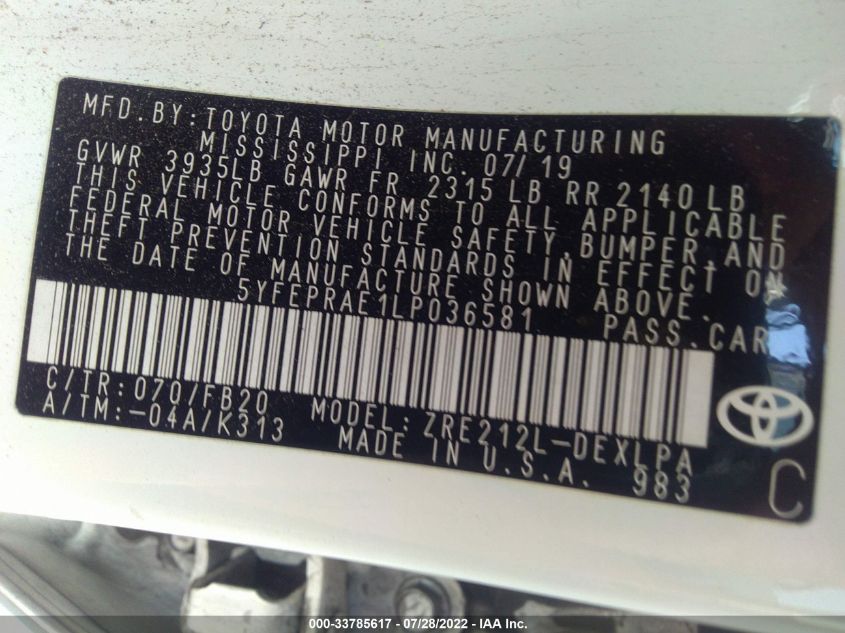 MFD.BY:TOYOTA MOTOR MANUFACTURING
MISSISSIPPI INC. 07/19
GVWR 3935LB GAWR FR 2315 LB RR 2140 LB
THIS VEHICLE CONFORMS TO ALL APPLICABLE
FEDERAL MOTOR VEHICLE SAFETY,BUMPER,AND
THEFT PREVENTION STANDARDS IN EFFECT ON
THE DATE OF MANUFACTURE SHOWN ABOVE.
5YFEPRAE1LP036581 PASS.CAR
C/TR:070/FB20 MODEL:ZRE212L-DEXLPA
A/TM:-04A/K313 MADE IN U.S.A. 983
C
000-33785617 / 07/28/2022 / IAA, Inc.